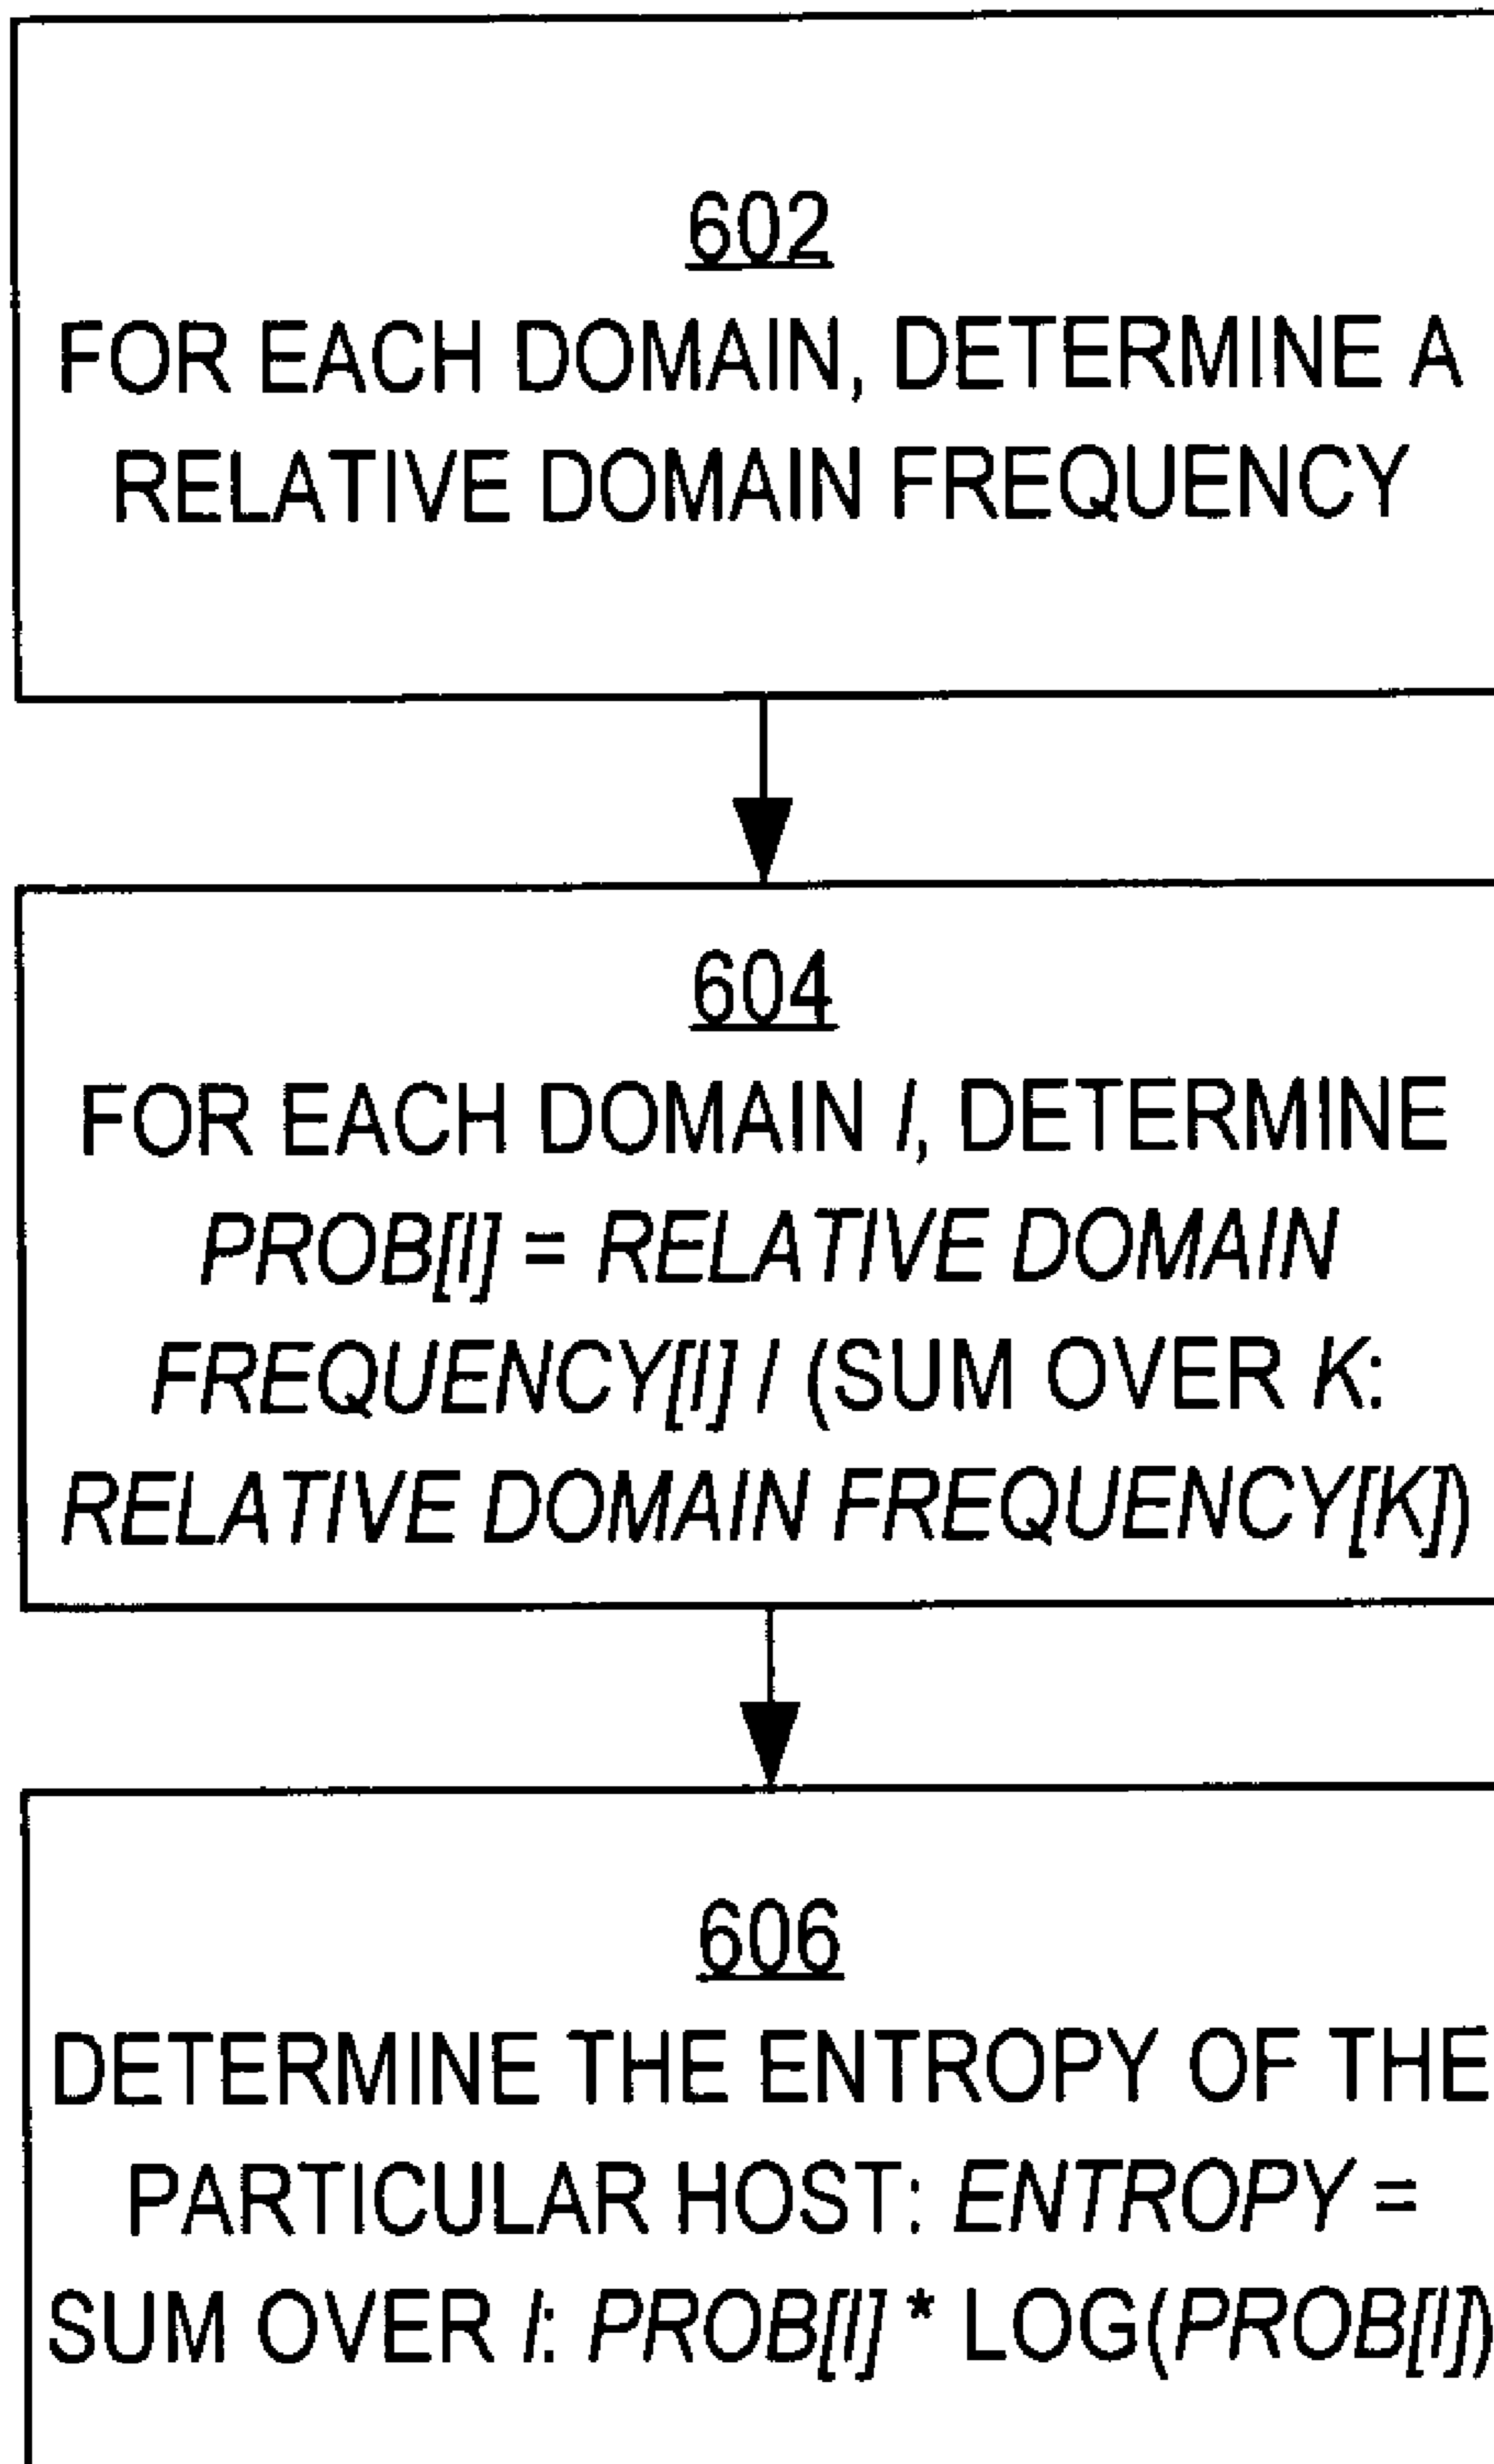 602
FOR EACH DOMAIN, DETERMINE A
RELATIVE DOMAIN FREQUENCY
604
FOR EACH DOMAIN I, DETERMINE
PROB[I] = RELATIVE DOMAIN
FREQUENCY[I] / (SUM OVER K:
RELATIVE DOMAIN FREQUENCY[K])
606
DETERMINE THE ENTROPY OF THE
PARTICULAR HOST: ENTROPY =
SUM OVER I: PROB[I] * LOG(PROB[I])